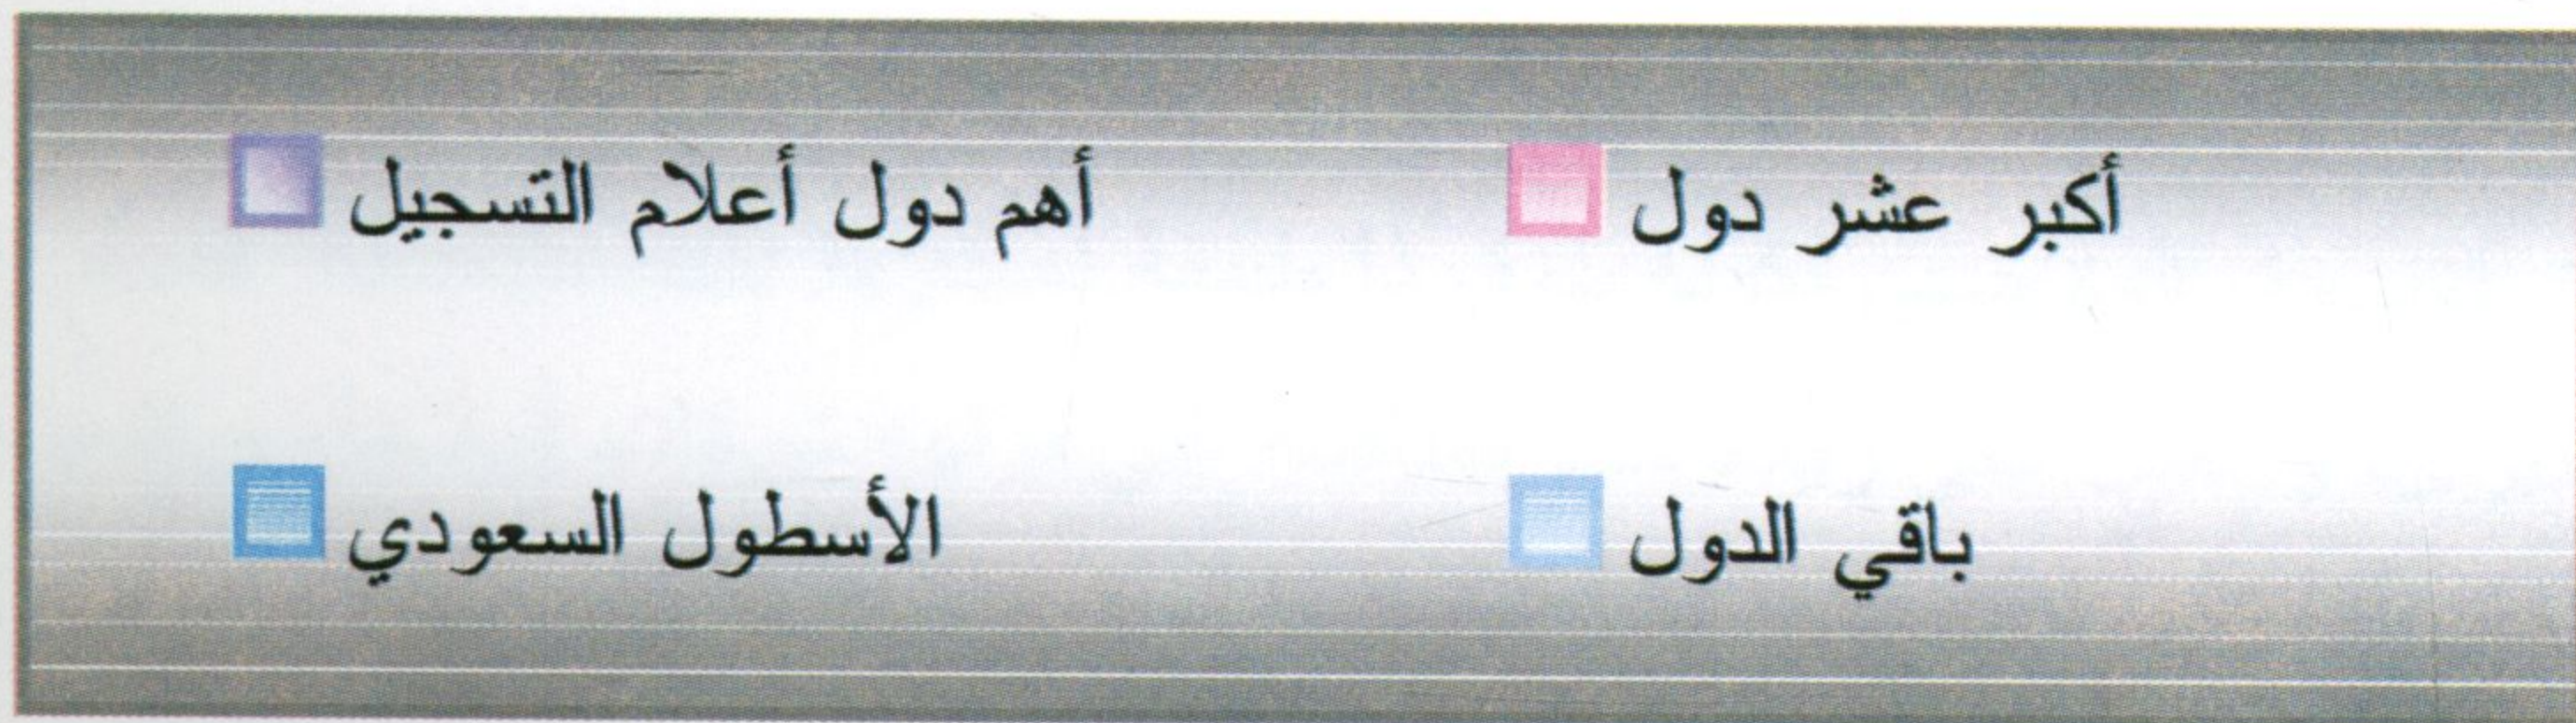 أكبر عشر دول
أهم دول أعلام التسجيل
باقي الدول
الأسطول السعودي